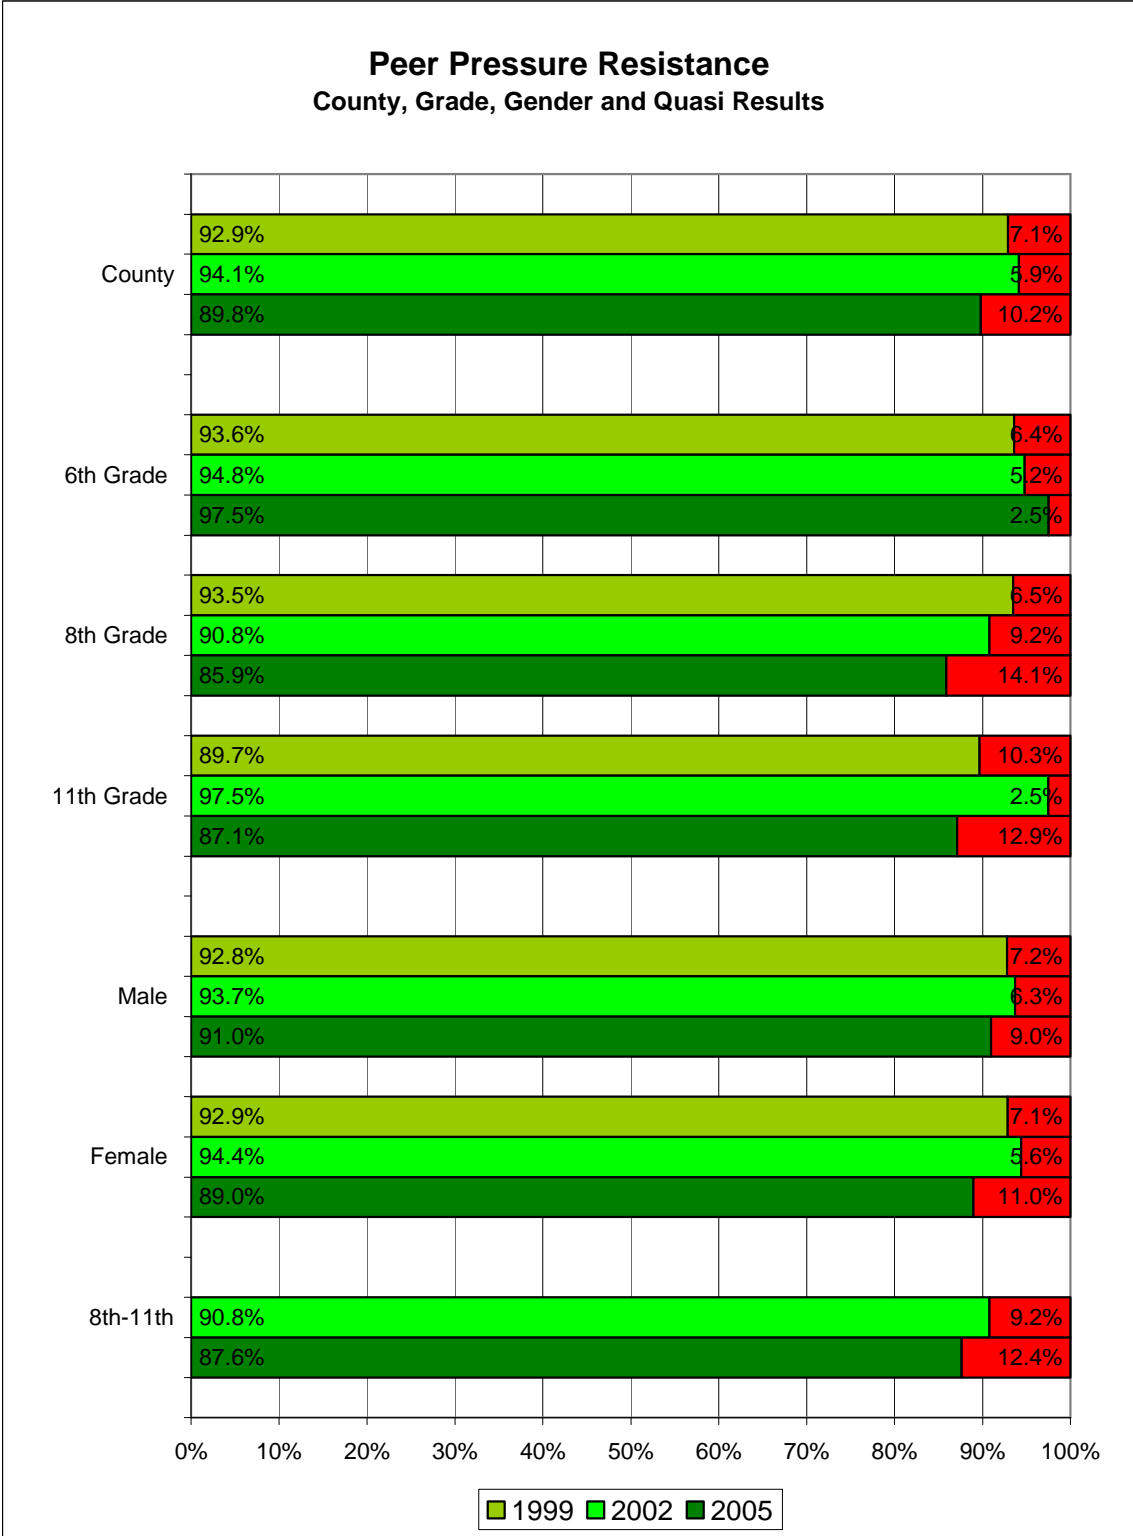 Peer Pressure Resistance
County, Grade, Gender and Quasi Results
92.9% 7.1%
County 94.1% 5.9%
89.8% 10.2%
93.6% 6.4%
6th Grade 94.8% 5.2%
97.5% 2.5%
93.5% 6.5%
8th Grade 90.8% 9.2%
85.9% 14.1%
89.7% 10.3%
11th Grade 97.5% 2.5%
87.1% 12.9%
92.8% 7.2%
Male 93.7% 6.3%
91.0% 9.0%
92.9% 7.1%
Female 94.4% 5.6%
89.0% 11.0%
8th-11th 90.8% 9.2%
87.6% 12.4%
0% 10% 20% 30% 40% 50% 60% 70% 80% 90% 100%
1999 2002 2005